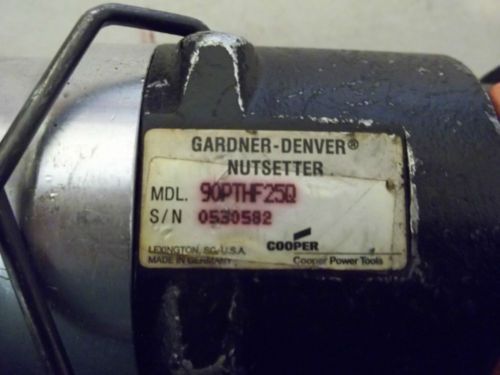 GARDNER-DENVER®
NUTSETTER
MDL. 90PTHF25Q
S/N 0530582
COOPER
LEXINGTON, SC, U.S.A.
MADE IN GERMANY
Cooper Power Tools